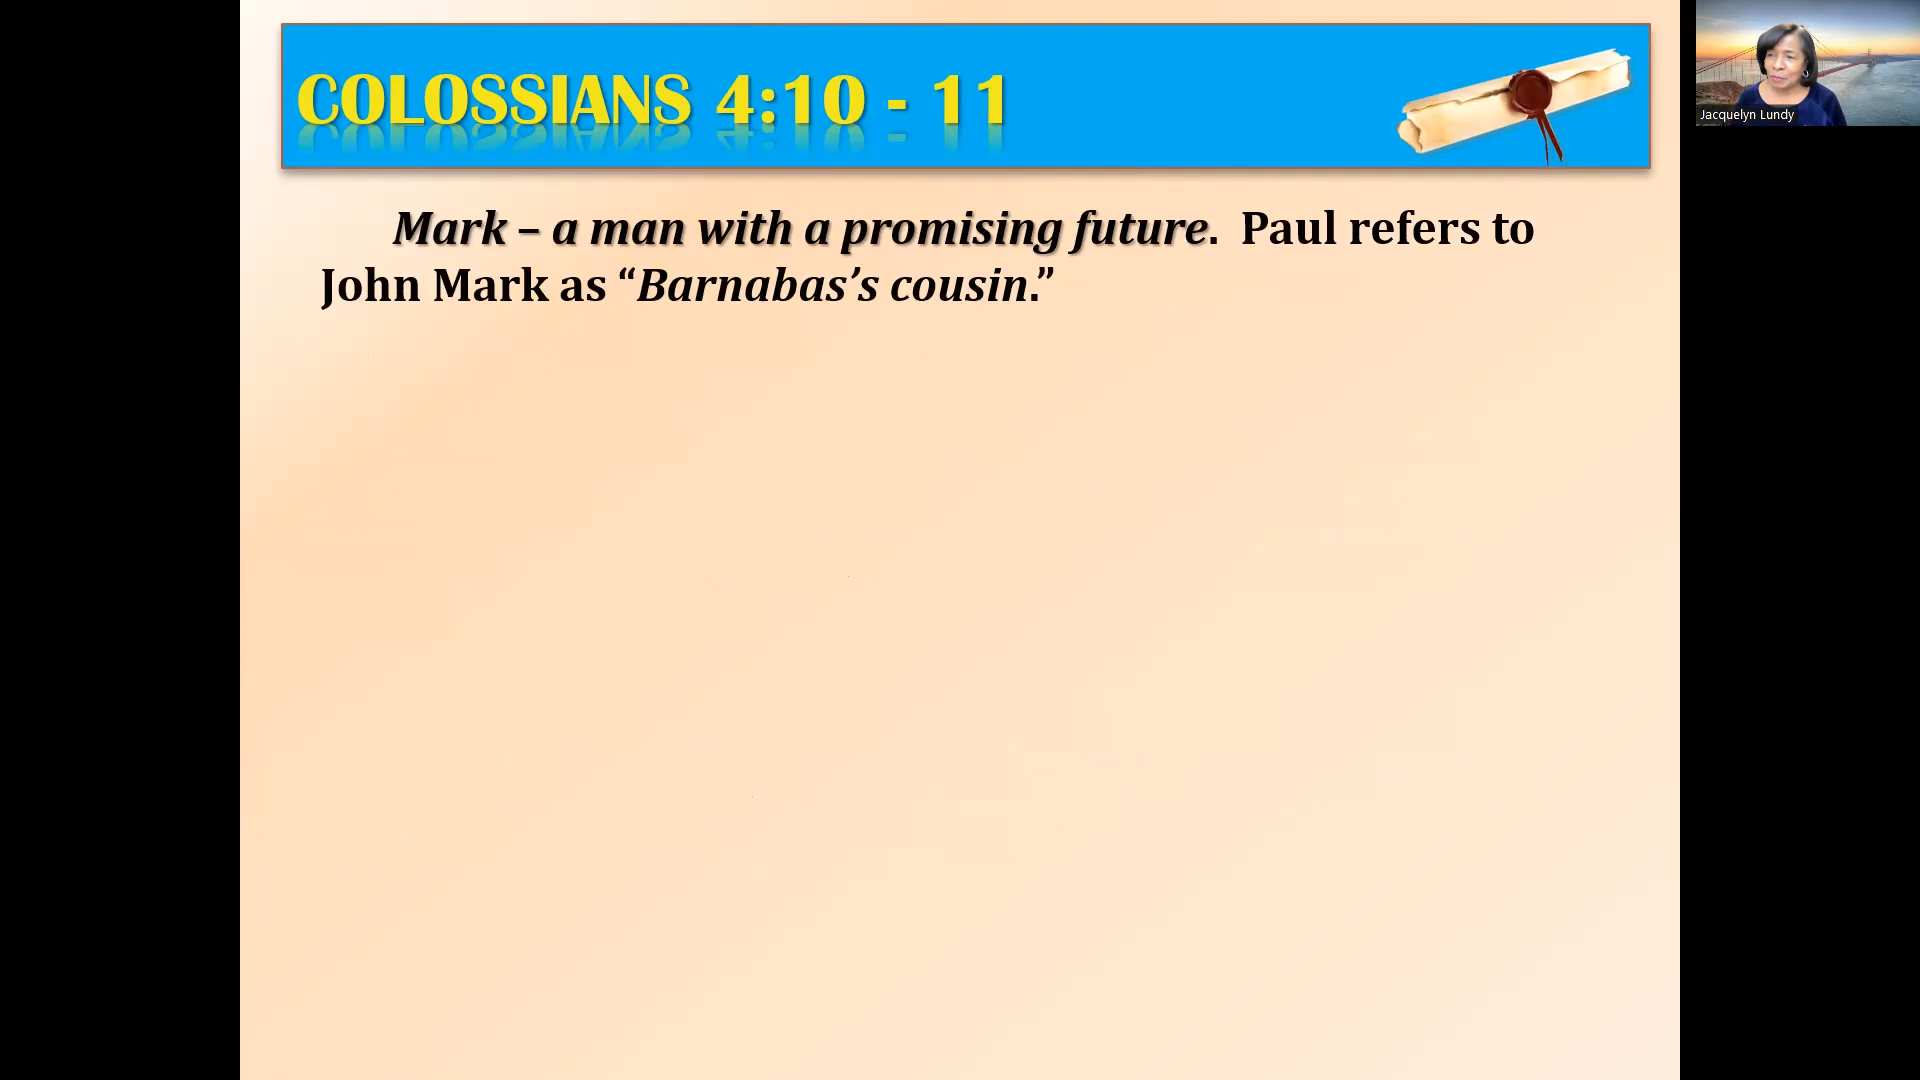 COLOSSIANS 4:10 - 11
Mark – a man with a promising future.  Paul refers to
John Mark as “Barnabas’s cousin.”
Jacquelyn Lundy